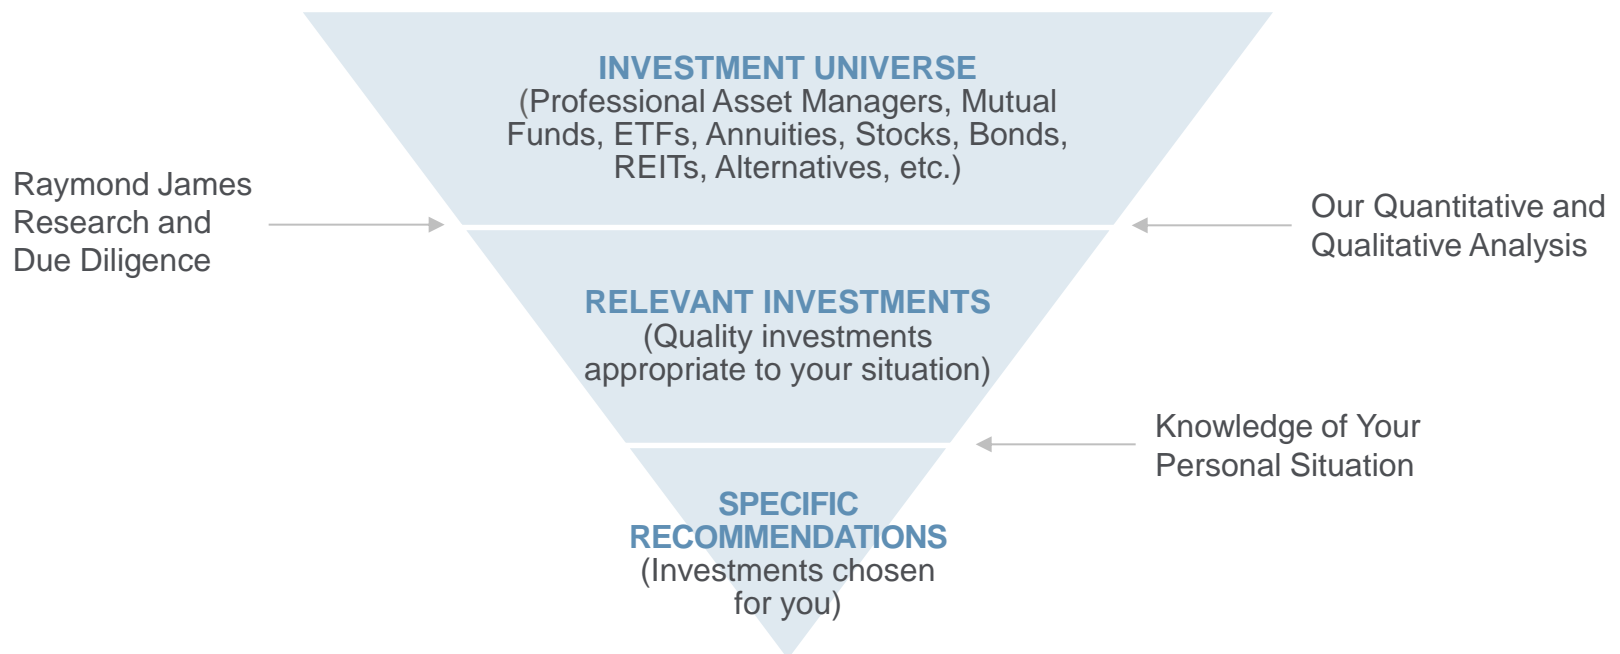 INVESTMENT UNIVERSE
(Professional Asset Managers, Mutual
Funds, ETFs, Annuities, Stocks, Bonds,
REITs, Alternatives, etc.)
Raymond James
Research and
Due Diligence
Our Quantitative and
Qualitative Analysis
RELEVANT INVESTMENTS
(Quality investments
appropriate to your situation)
Knowledge of Your
Personal Situation
SPECIFIC
RECOMMENDATIONS
(Investments chosen
for you)